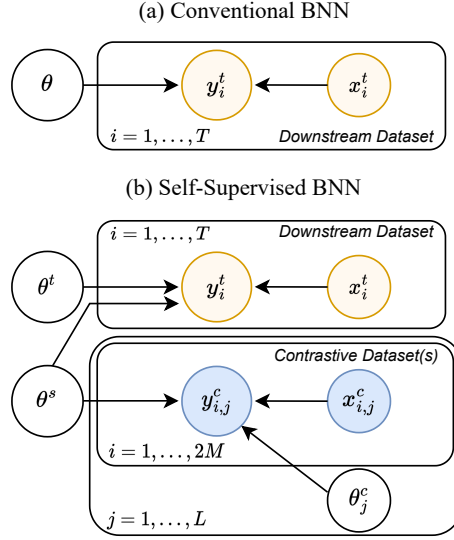 (a) Conventional BNN
θ
y_i^t
x_i^t
i = 1, . . . , T
Downstream Dataset
(b) Self-Supervised BNN
i = 1, . . . , T
Downstream Dataset
θ^t
y_i^t
x_i^t
Contrastive Dataset(s)
θ^s
y_{i,j}^c
x_{i,j}^c
i = 1, . . . , 2M
θ_j^c
j = 1, . . . , L